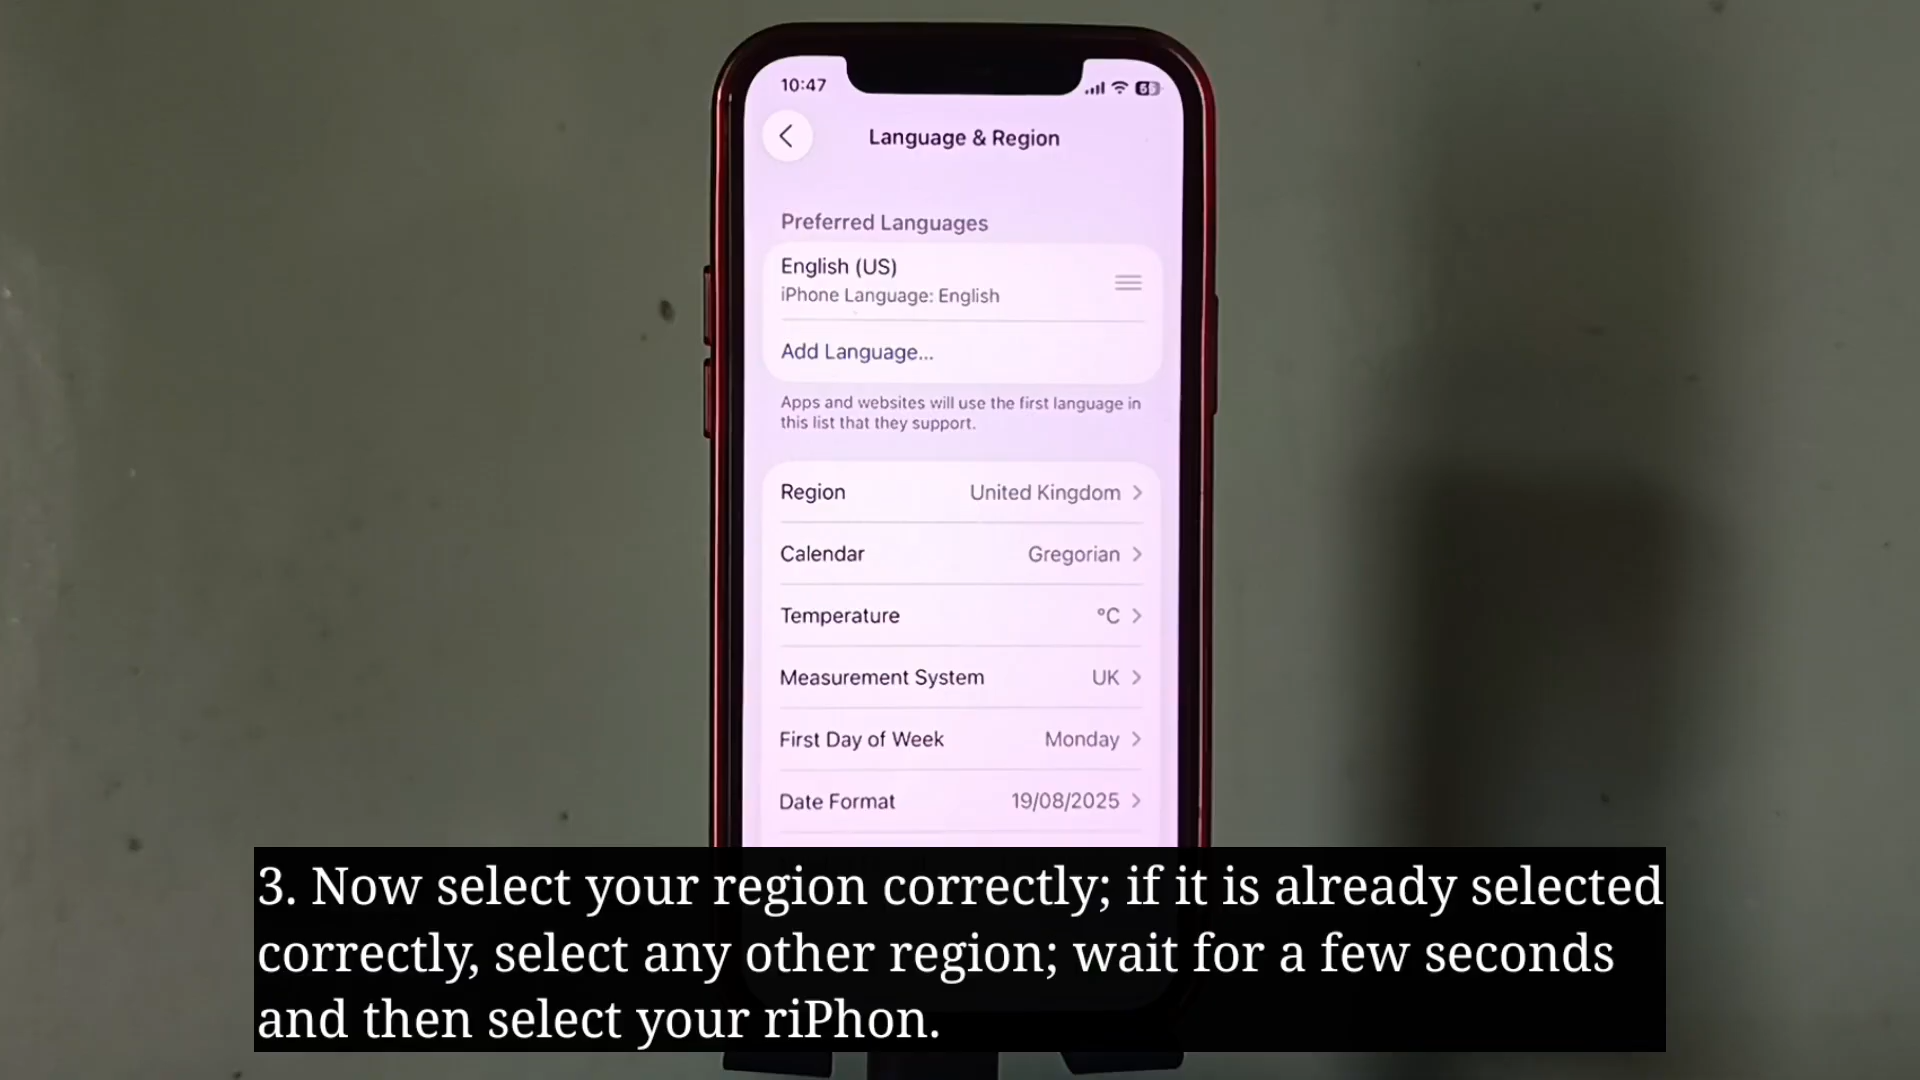 10:47
Language & Region
Preferred Languages
English (US)
iPhone Language: English
Add Language...
Apps and websites will use the first language in
this list that they support.
Region United Kingdom
Calendar Gregorian
Temperature °C
Measurement System UK
First Day of Week Monday
Date Format 19/08/2025
3. Now select your region correctly; if it is already selected
correctly, select any other region; wait for a few seconds
and then select your riPhon.